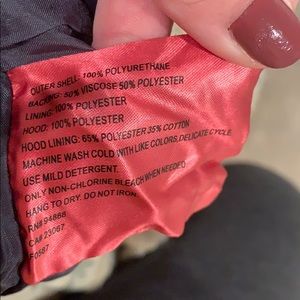 OUTER SHELL: 100% POLYURETHANE
BACKING: 50% VISCOSE 50% POLYESTER
LINING: 100% POLYESTER
HOOD: 100% POLYESTER
HOOD LINING: 65% POLYESTER 35% COTTON
MACHINE WASH COLD WITH LIKE COLORS, DELICATE CYCLE
USE MILD DETERGENT.
ONLY NON-CHLORINE BLEACH WHEN NEEDED.
HANG TO DRY. DO NOT IRON.
RN# 94866
CA# 23067
F0587